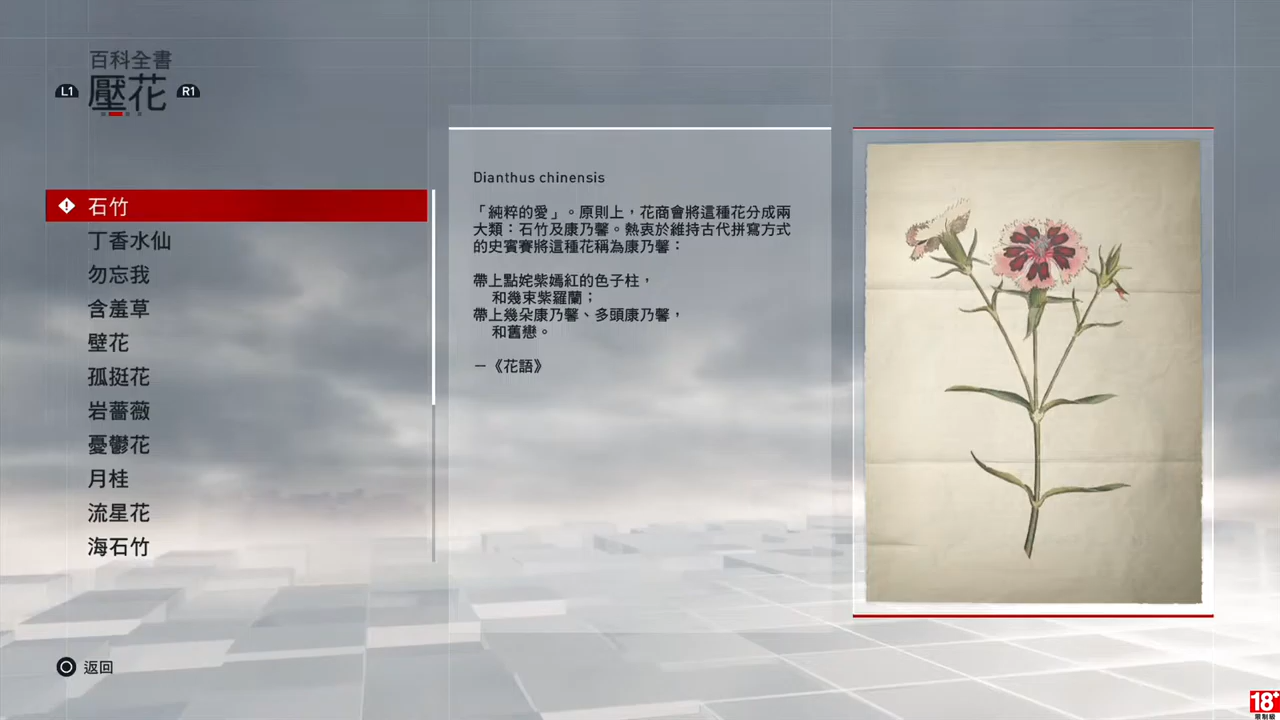 百科全書
L1 壓花 R1
石竹
丁香水仙
勿忘我
含羞草
壁花
孤挺花
岩薔薇
憂鬱花
月桂
流星花
海石竹
Dianthus chinensis
「純粹的愛」。原則上，花商會將這種花分成兩
大類：石竹及康乃馨。熱衷於維持古代拼寫方式
的史賓賽將這種花稱為康乃馨：
帶上點姹紫嫣紅的色子柱，
和幾束紫羅蘭；
帶上幾朵康乃馨、多頭康乃馨，
和舊戀。
－《花語》
返回
18+
限制級